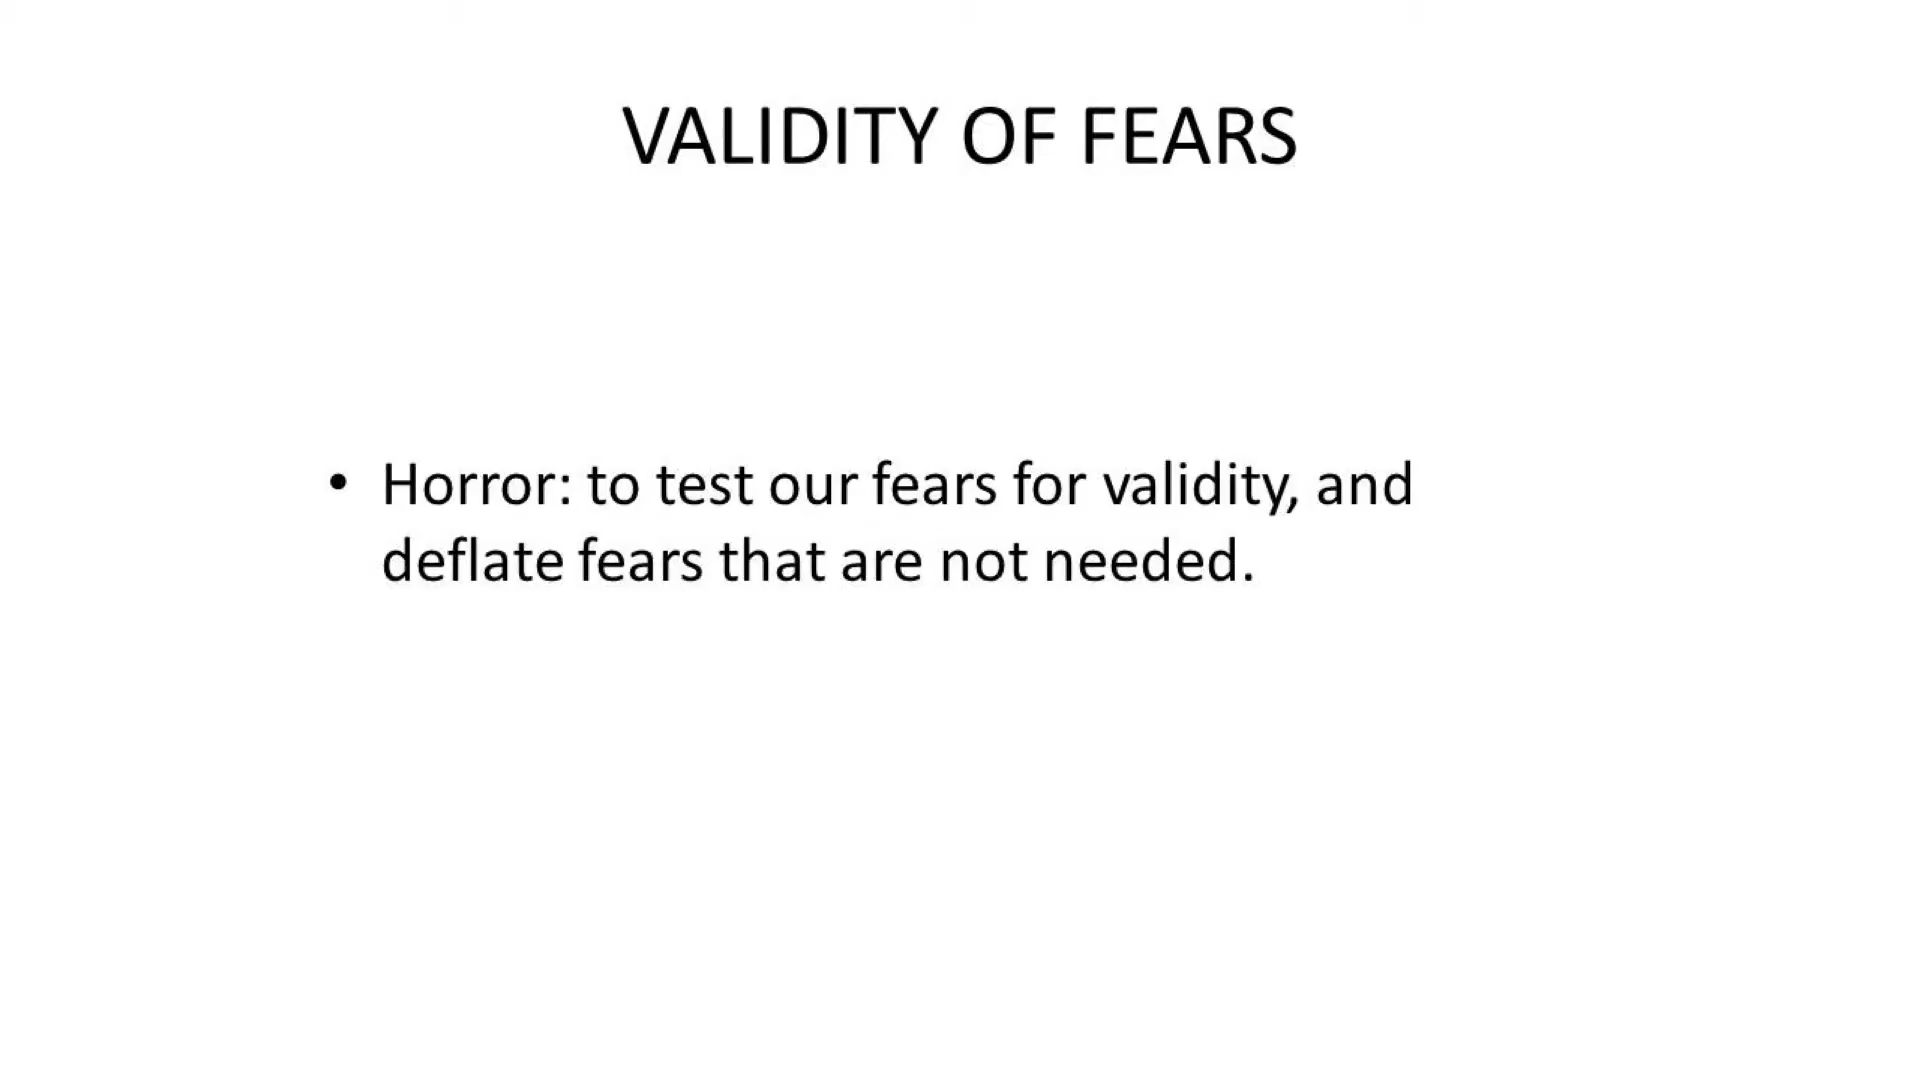 VALIDITY OF FEARS
• Horror: to test our fears for validity, and
deflate fears that are not needed.